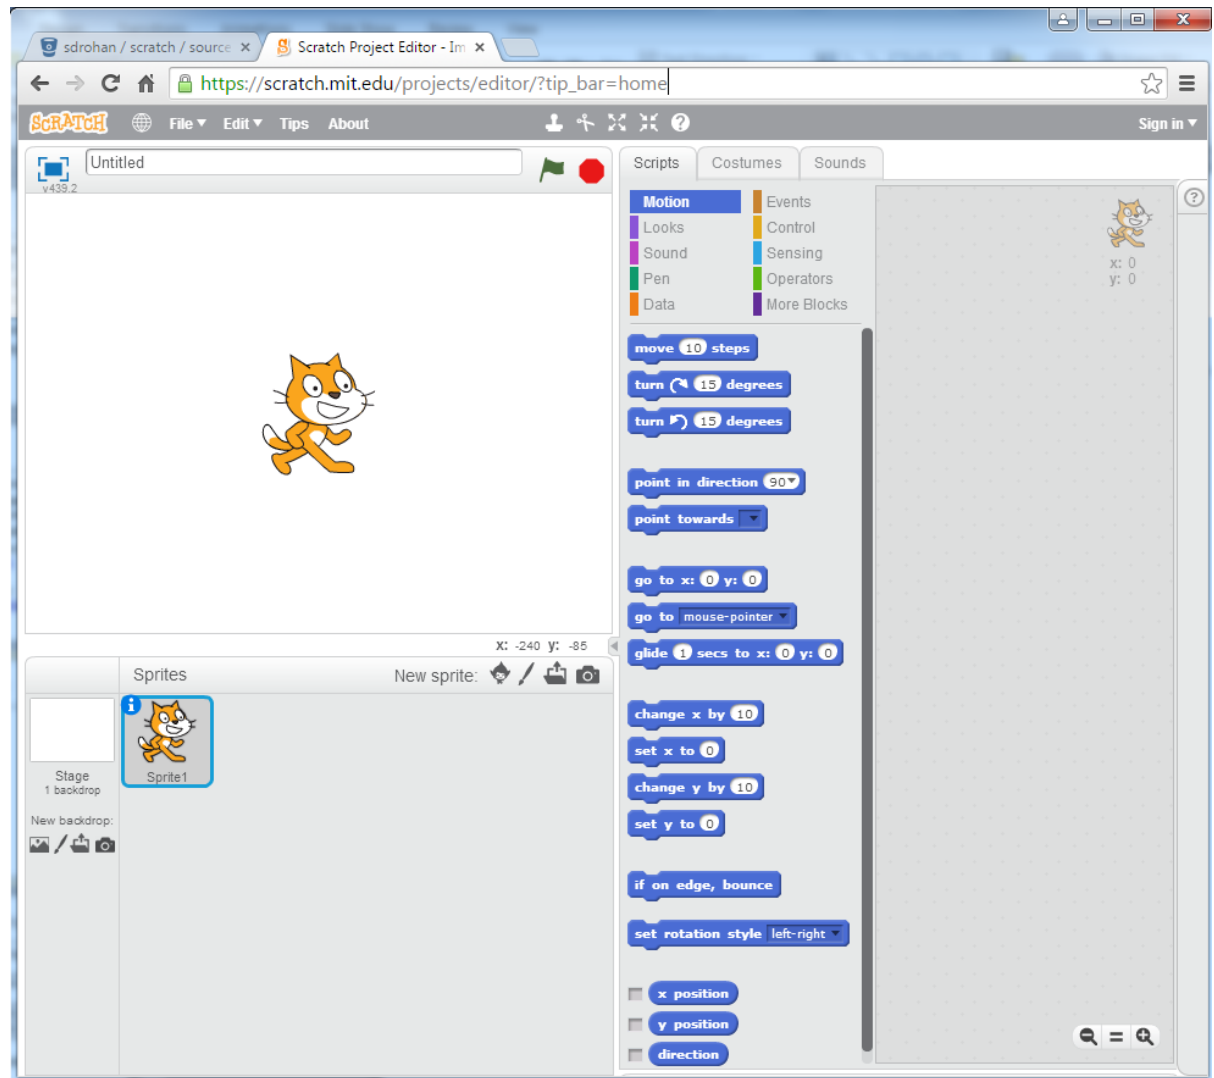 sdrohan / scratch / source
Scratch Project Editor - Im
https://scratch.mit.edu/projects/editor/?tip_bar=home
SCRATCH File Edit Tips About Sign in
v439.2
Untitled
Scripts Costumes Sounds
Motion Events
Looks Control
Sound Sensing
Pen Operators
Data More Blocks
x: 0
y: 0
move 10 steps
turn 15 degrees
turn 15 degrees
point in direction 90
point towards
go to x: 0 y: 0
go to mouse-pointer
glide 1 secs to x: 0 y: 0
change x by 10
set x to 0
change y by 10
set y to 0
if on edge, bounce
set rotation style left-right
x position
y position
direction
X: -240 y: -85
Sprites New sprite:
Stage
1 backdrop
Sprite1
New backdrop: